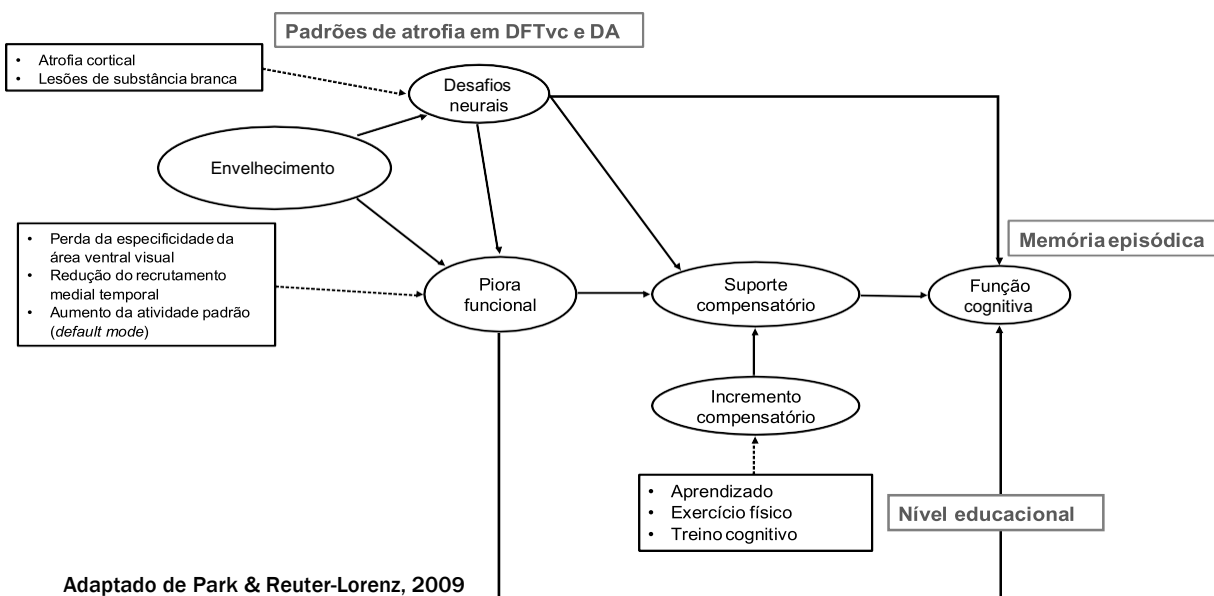 Padrões de atrofia em DFTvc e DA
• Atrofia cortical
• Lesões de substância branca
Desafios
neurais
Envelhecimento
• Perda da especificidade da
área ventral visual
• Redução do recrutamento
medial temporal
• Aumento da atividade padrão
(default mode)
Piora
funcional
Suporte
compensatório
Memória episódica
Função
cognitiva
Incremento
compensatório
• Aprendizado
• Exercício físico
• Treino cognitivo
Nível educacional
Adaptado de Park & Reuter-Lorenz, 2009